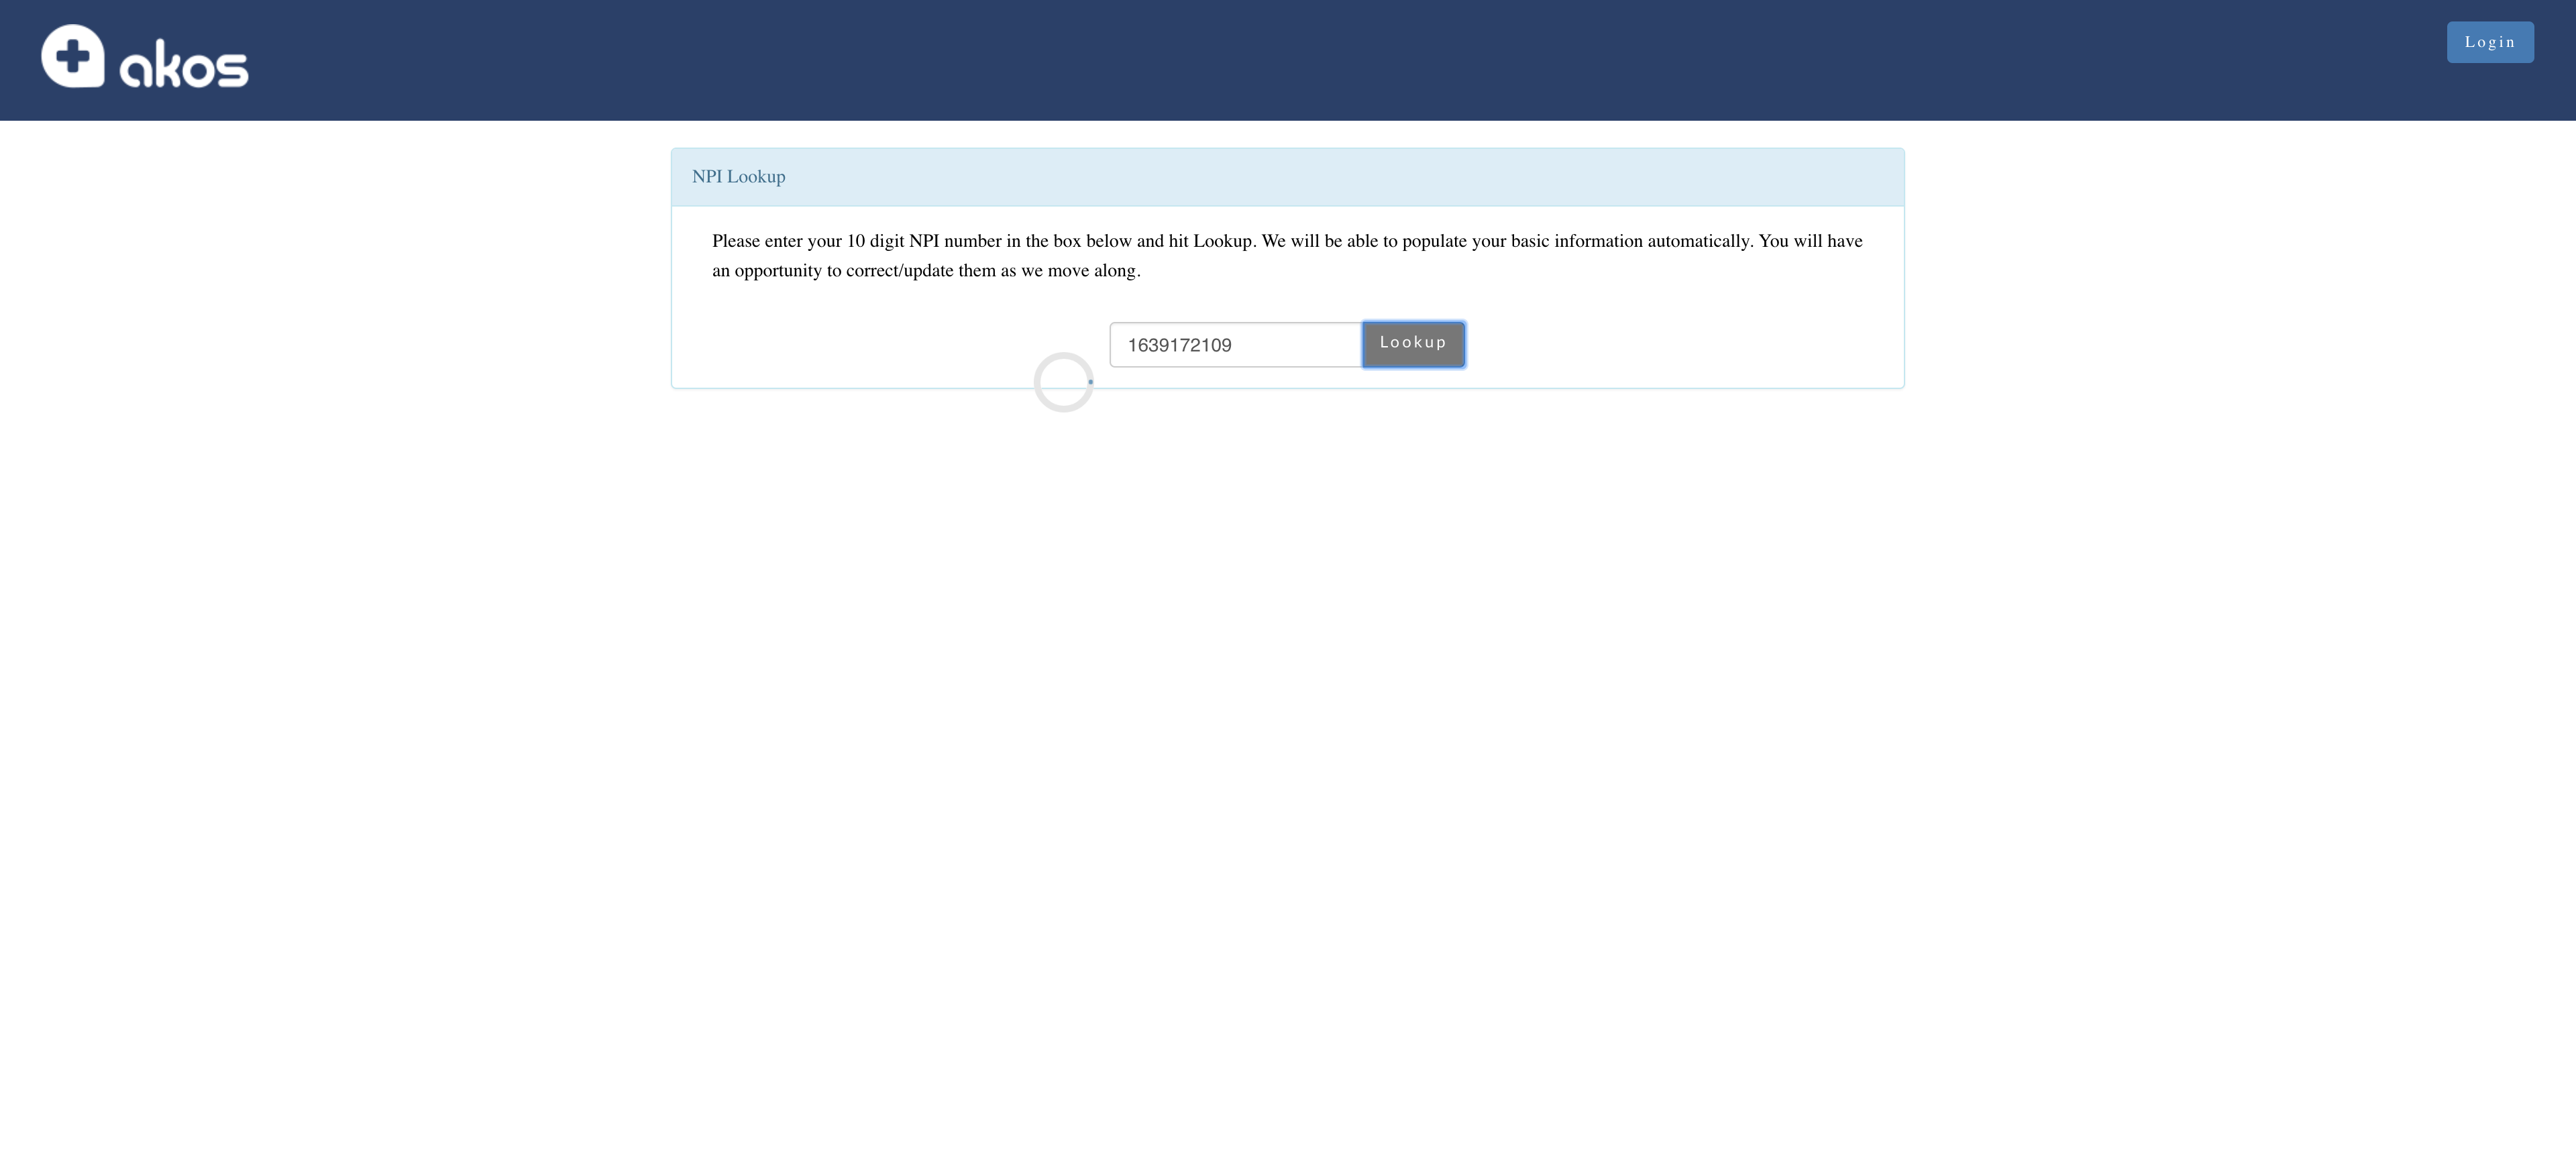 akos
Login
NPI Lookup
Please enter your 10 digit NPI number in the box below and hit Lookup. We will be able to populate your basic information automatically. You will have
an opportunity to correct/update them as we move along.
1639172109
Lookup